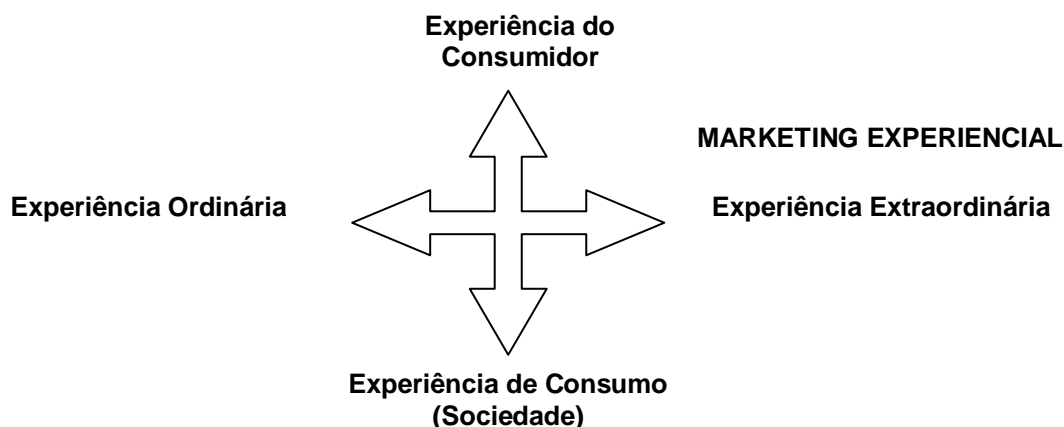 Experiência do
Consumidor
MARKETING EXPERIENCIAL
Experiência Ordinária
Experiência Extraordinária
Experiência de Consumo
(Sociedade)